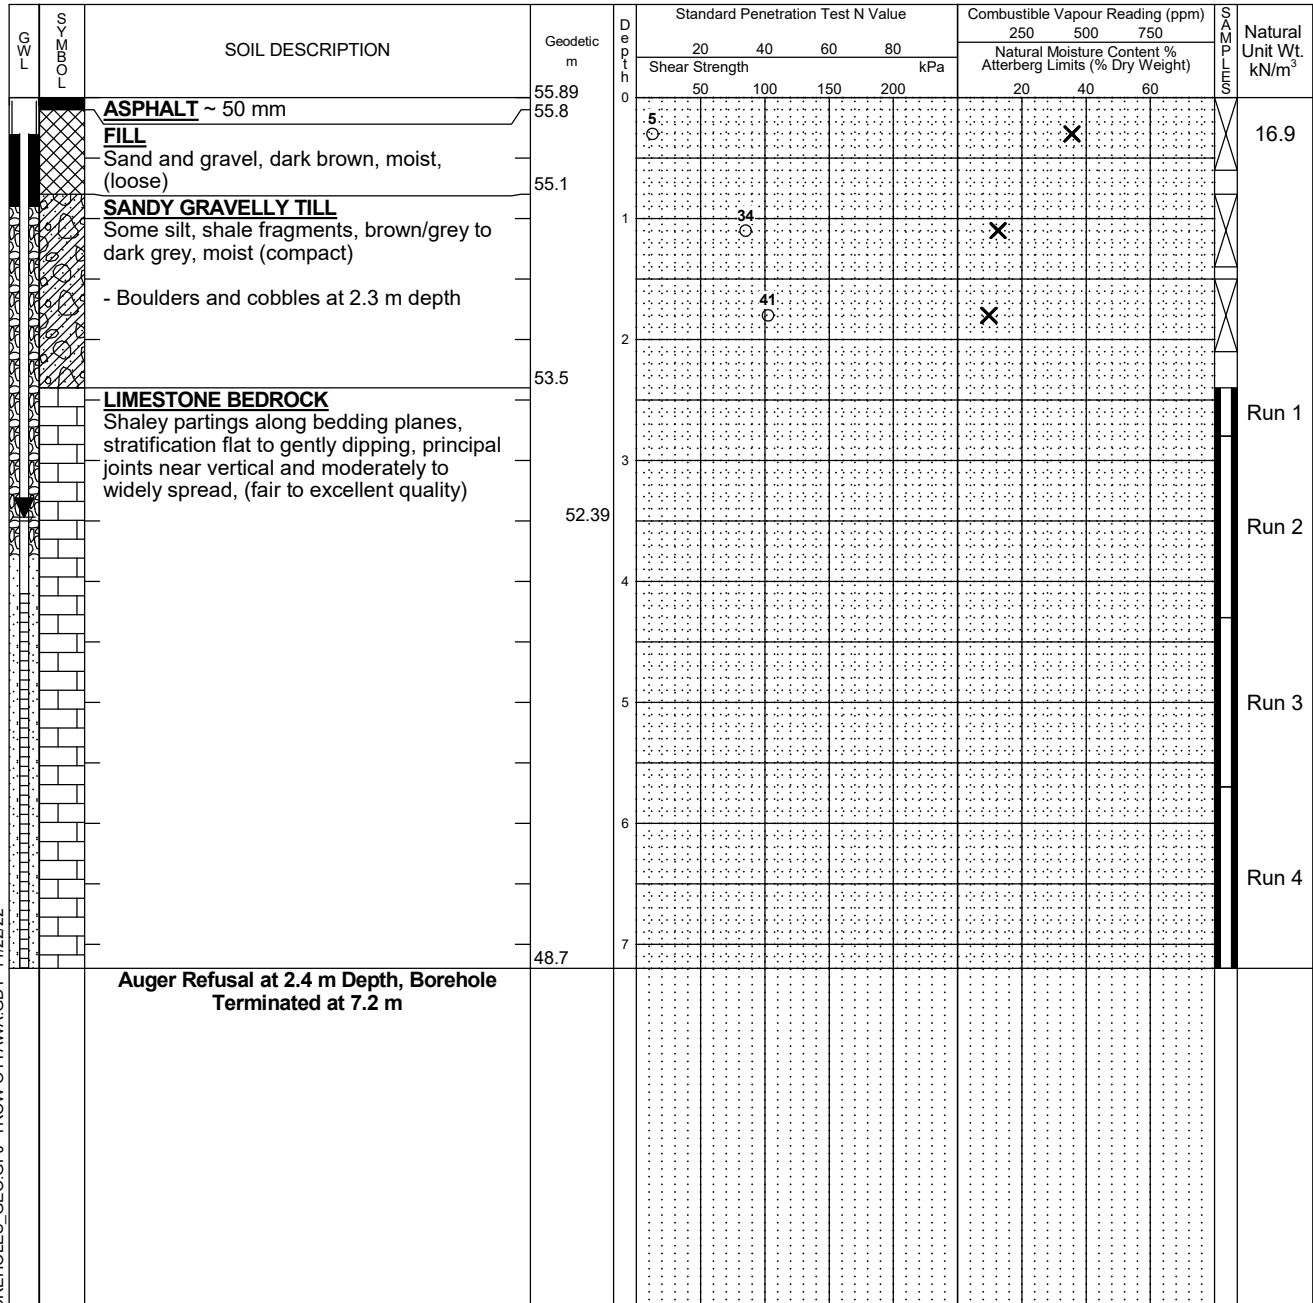 GWL
SYMBOL
SOIL DESCRIPTION
Geodetic
m
Depth
Standard Penetration Test N Value
20 40 60 80
Shear Strength kPa
50 100 150 200
Combustible Vapour Reading (ppm)
250 500 750
Natural Moisture Content %
Atterberg Limits (% Dry Weight)
20 40 60
SAMPLES
Natural
Unit Wt.
kN/m³
55.89
0
ASPHALT ~ 50 mm
55.8
FILL
Sand and gravel, dark brown, moist,
(loose)
55.1
5
16.9
SANDY GRAVELLY TILL
Some silt, shale fragments, brown/grey to
dark grey, moist (compact)
1
34
- Boulders and cobbles at 2.3 m depth
41
2
53.5
LIMESTONE BEDROCK
Shaley partings along bedding planes,
stratification flat to gently dipping, principal
joints near vertical and moderately to
widely spread, (fair to excellent quality)
Run 1
3
52.39
Run 2
4
5
Run 3
6
Run 4
7
48.7
Auger Refusal at 2.4 m Depth, Borehole
Terminated at 7.2 m